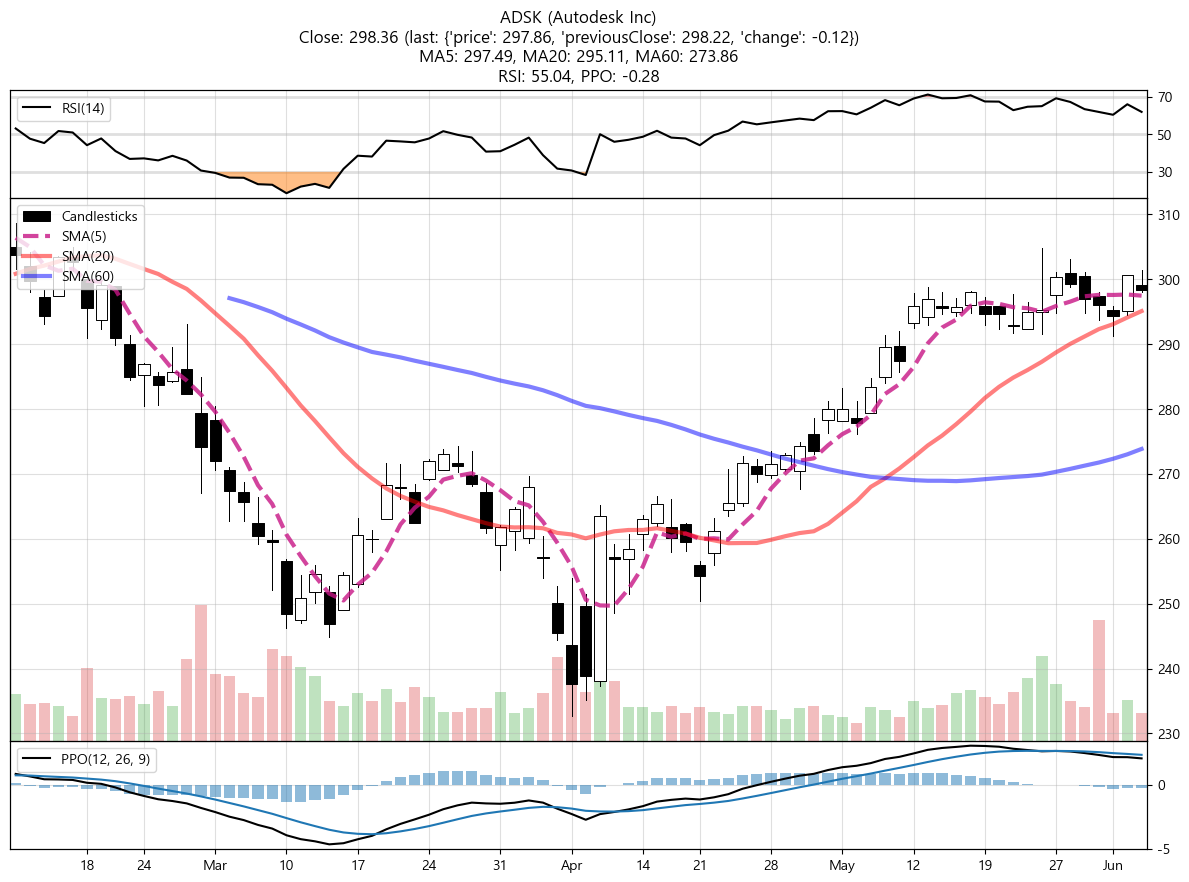 ADSK (Autodesk Inc)
Close: 298.36 (last: {'price': 297.86, 'previousClose': 298.22, 'change': -0.12})
MA5: 297.49, MA20: 295.11, MA60: 273.86
RSI: 55.04, PPO: -0.28
RSI(14)
70
50
30
Candlesticks
SMA(5)
SMA(20)
SMA(60)
310
300
290
280
270
260
250
240
230
PPO(12, 26, 9)
0
-5
18 24 Mar 10 17 24 31 Apr 14 21 28 May 12 19 27 Jun